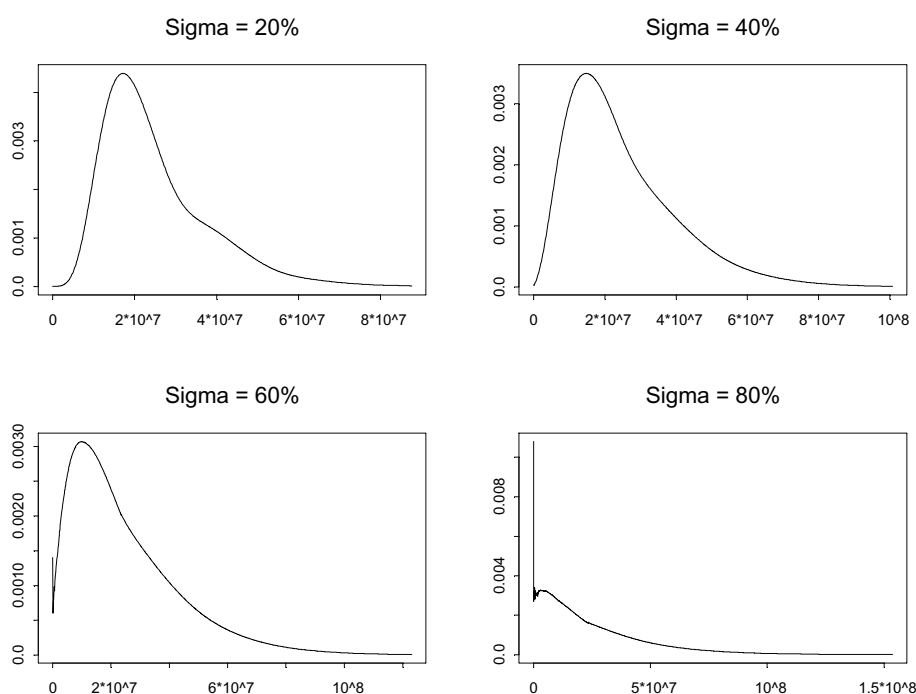 Sigma = 20%
0.003
0.001
0.0
0 2*10^7 4*10^7 6*10^7 8*10^7
Sigma = 40%
0.003
0.002
0.001
0.0
0 2*10^7 4*10^7 6*10^7 8*10^7 10^8
Sigma = 60%
0.0030
0.0020
0.0010
0.0
0 2*10^7 6*10^7 10^8
Sigma = 80%
0.008
0.004
0.0
0 5*10^7 10^8 1.5*10^8